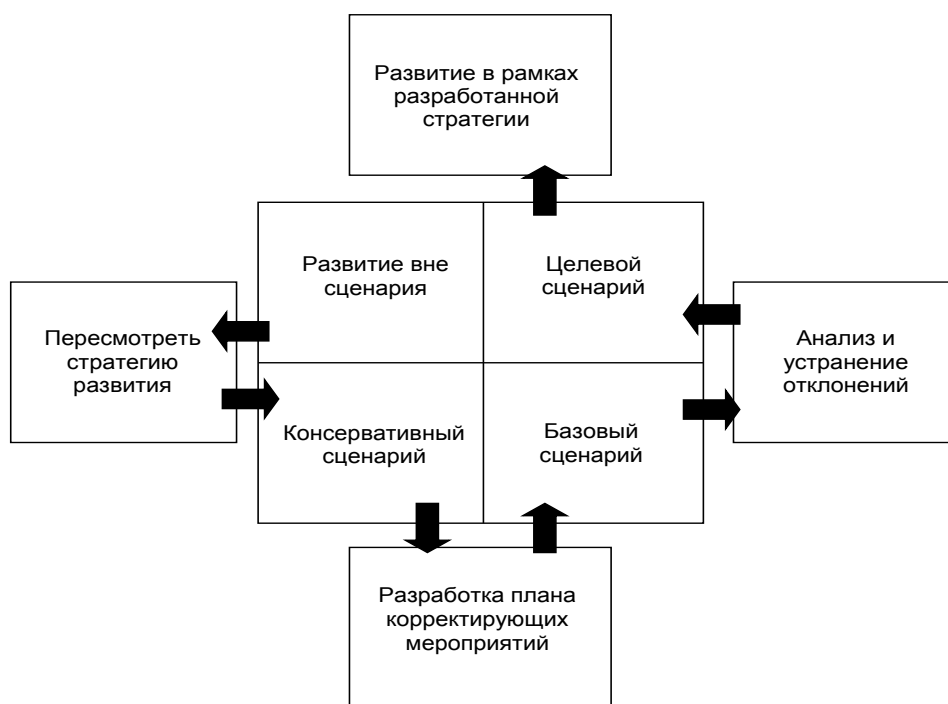 Развитие в рамках
разработанной
стратегии
Развитие вне
сценария
Целевой
сценарий
Пересмотреть
стратегию
развития
Анализ и
устранение
отклонений
Консервативный
сценарий
Базовый
сценарий
Разработка плана
корректирующих
мероприятий